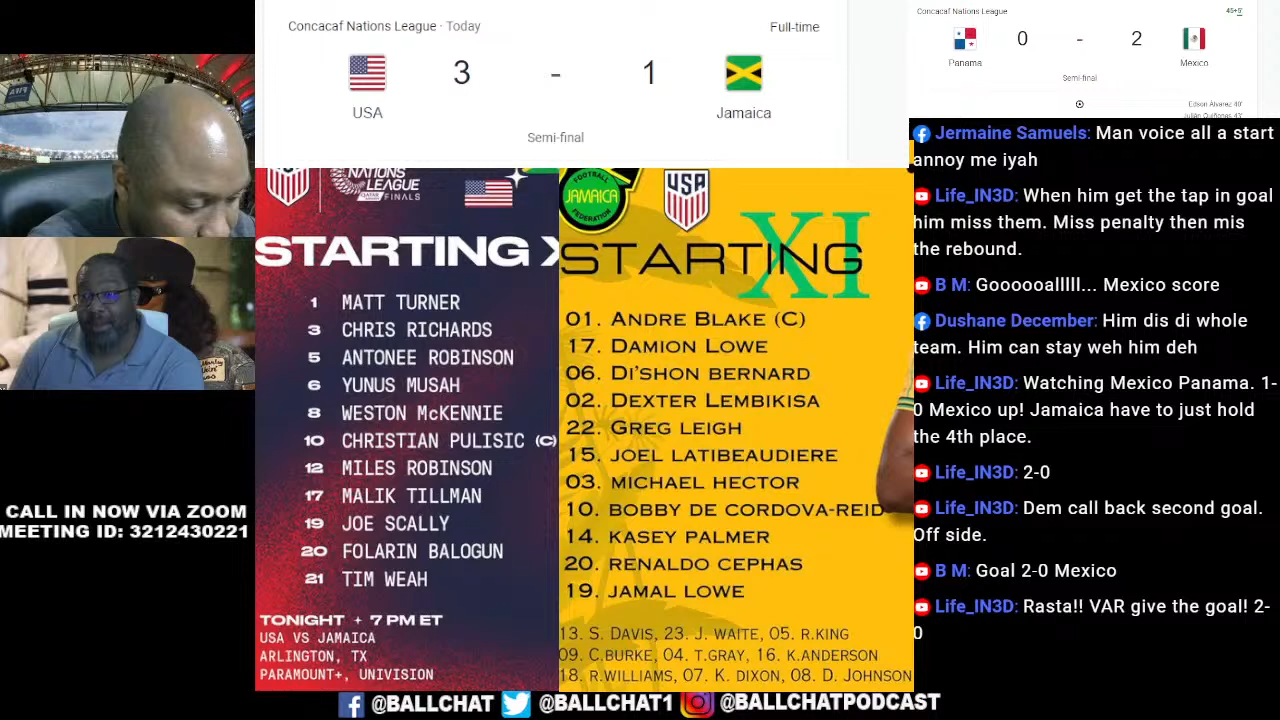 Concacaf Nations League · Today
Full-time
3 - 1
USA
Jamaica
Semi-final
Concacaf Nations League
45+5'
0 - 2
Panama
Mexico
Semi-final
Edson Álvarez 40'
Julián Quiñones 43'
NATIONS
LEAGUE
FINALS
STARTING X
1 MATT TURNER
3 CHRIS RICHARDS
5 ANTONEE ROBINSON
6 YUNUS MUSAH
8 WESTON McKENNIE
10 CHRISTIAN PULISIC (C)
12 MILES ROBINSON
17 MALIK TILLMAN
19 JOE SCALLY
20 FOLARIN BALOGUN
21 TIM WEAH
TONIGHT + 7 PM ET
USA VS JAMAICA
ARLINGTON, TX
PARAMOUNT+, UNIVISION
FOOTBALL
JAMAICA
FEDERATION
USA
STARTING
XI
01. ANDRE BLAKE (C)
17. DAMION LOWE
06. DI'SHON BERNARD
02. DEXTER LEMBIKISA
22. GREG LEIGH
15. JOEL LATIBEAUDIERE
03. MICHAEL HECTOR
10. BOBBY DE CORDOVA-REID
14. KASEY PALMER
20. RENALDO CEPHAS
19. JAMAL LOWE
13. S. DAVIS, 23. J. WAITE, 05. R.KING
09. C.BURKE, 04. T.GRAY, 16. K.ANDERSON
18. R.WILLIAMS, 07. K. DIXON, 08. D. JOHNSON
Jermaine Samuels: Man voice all a start
annoy me iyah
Life_IN3D: When him get the tap in goal
him miss them. Miss penalty then mis
the rebound.
B M: Goooooalllll... Mexico score
Dushane December: Him dis di whole
team. Him can stay weh him deh
Life_IN3D: Watching Mexico Panama. 1-
0 Mexico up! Jamaica have to just hold
the 4th place.
Life_IN3D: 2-0
Life_IN3D: Dem call back second goal.
Off side.
B M: Goal 2-0 Mexico
Life_IN3D: Rasta!! VAR give the goal! 2-
0
CALL IN NOW VIA ZOOM
MEETING ID: 3212430221
@BALLCHAT @BALLCHAT1 @BALLCHATPODCAST